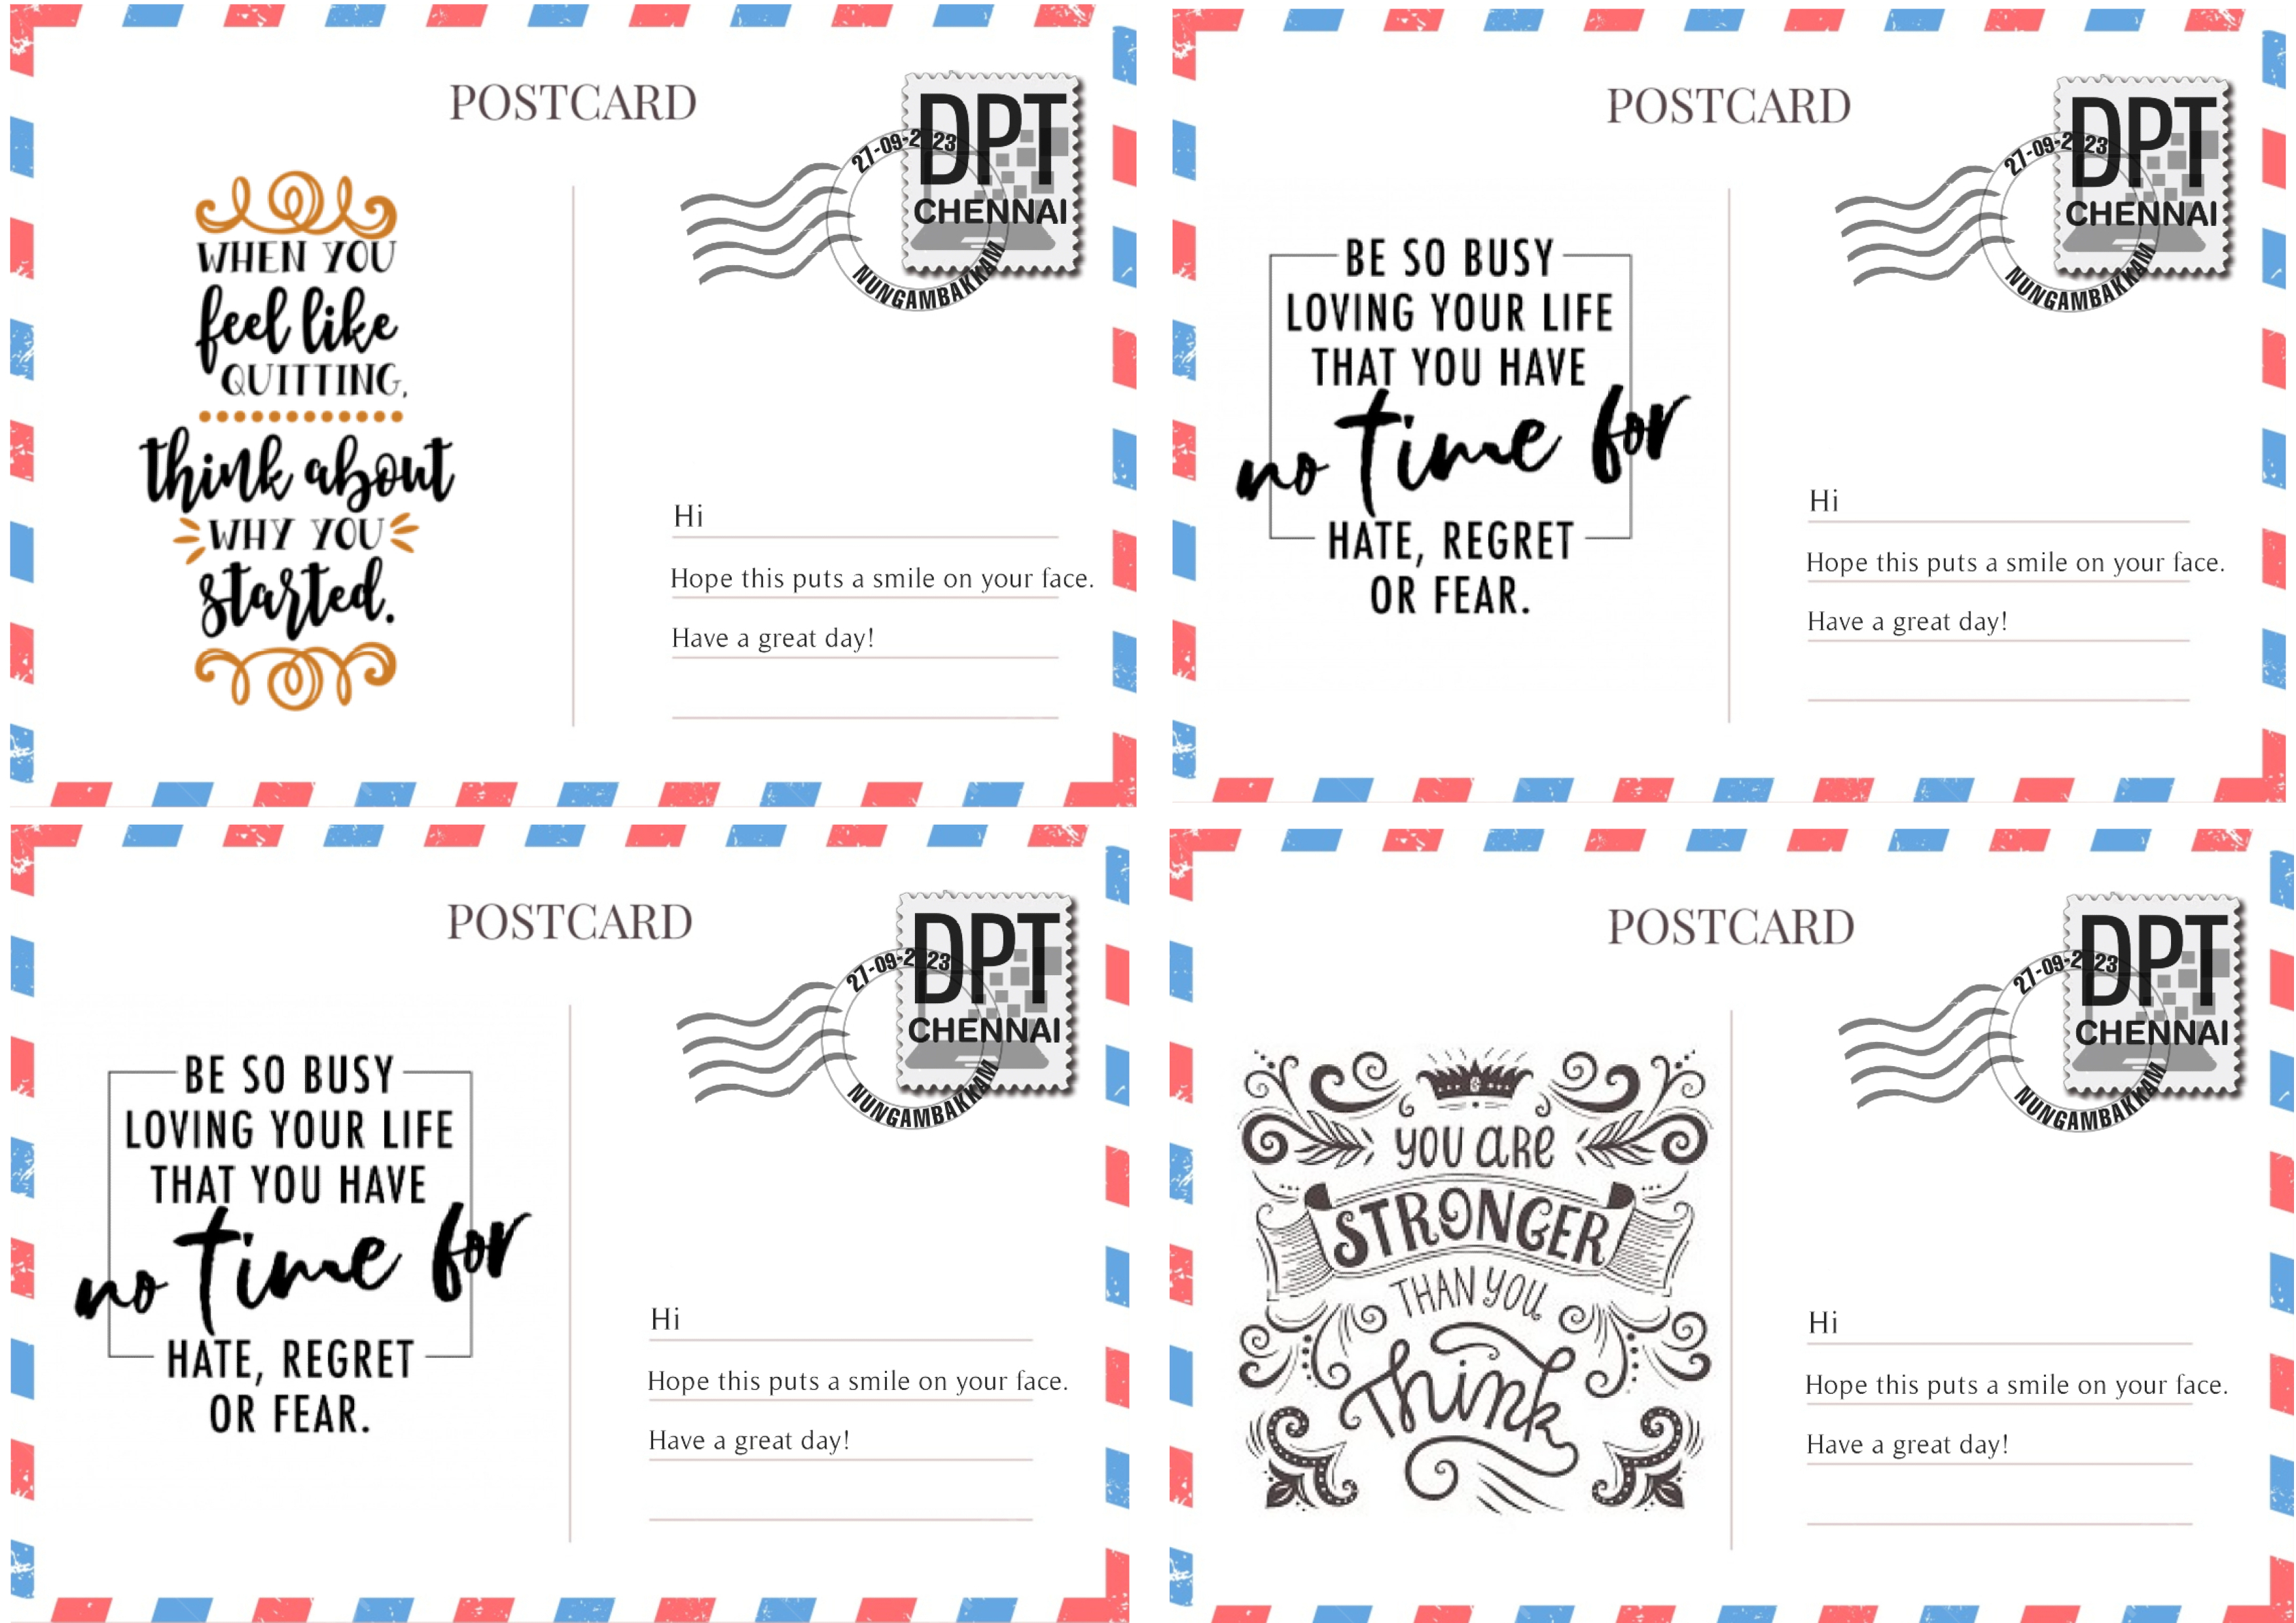 POSTCARD
DPT
CHENNAI
27-09-2023
NUNGAMBAKKAM
WHEN YOU
feel like
QUITTING,
think about
WHY YOU
started.
Hi
Hope this puts a smile on your face.
Have a great day!
POSTCARD
DPT
CHENNAI
27-09-2023
NUNGAMBAKKAM
BE SO BUSY
LOVING YOUR LIFE
THAT YOU HAVE
no time for
HATE, REGRET
OR FEAR.
Hi
Hope this puts a smile on your face.
Have a great day!
POSTCARD
DPT
CHENNAI
27-09-2023
NUNGAMBAKKAM
BE SO BUSY
LOVING YOUR LIFE
THAT YOU HAVE
no time for
HATE, REGRET
OR FEAR.
Hi
Hope this puts a smile on your face.
Have a great day!
POSTCARD
DPT
CHENNAI
27-09-2023
NUNGAMBAKKAM
YOU ARE
STRONGER
THAN YOU
Think
Hi
Hope this puts a smile on your face.
Have a great day!